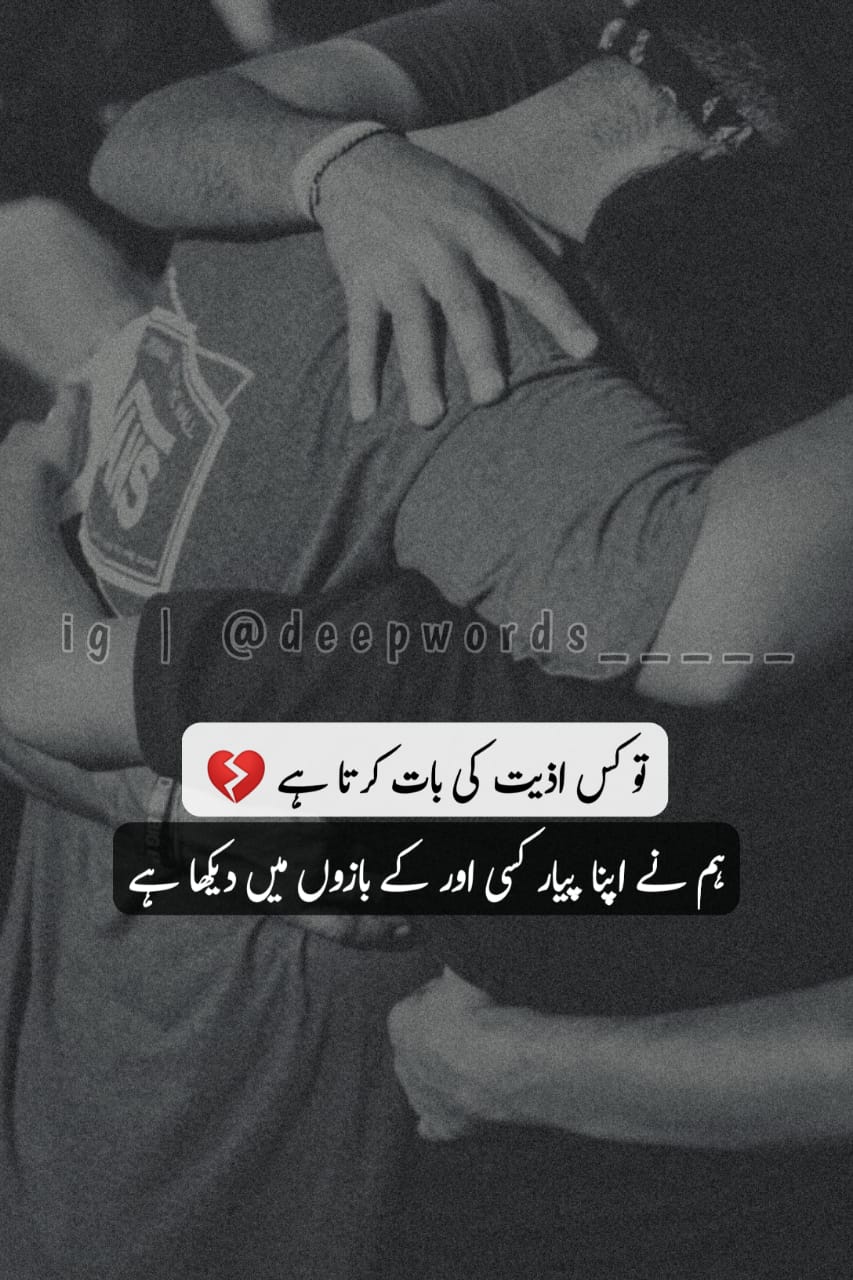 ig | @deepwords_____
تو کس اذیت کی بات کرتا ہے 💔
ہم نے اپنا پیار کسی اور کے بازوں میں دیکھا ہے